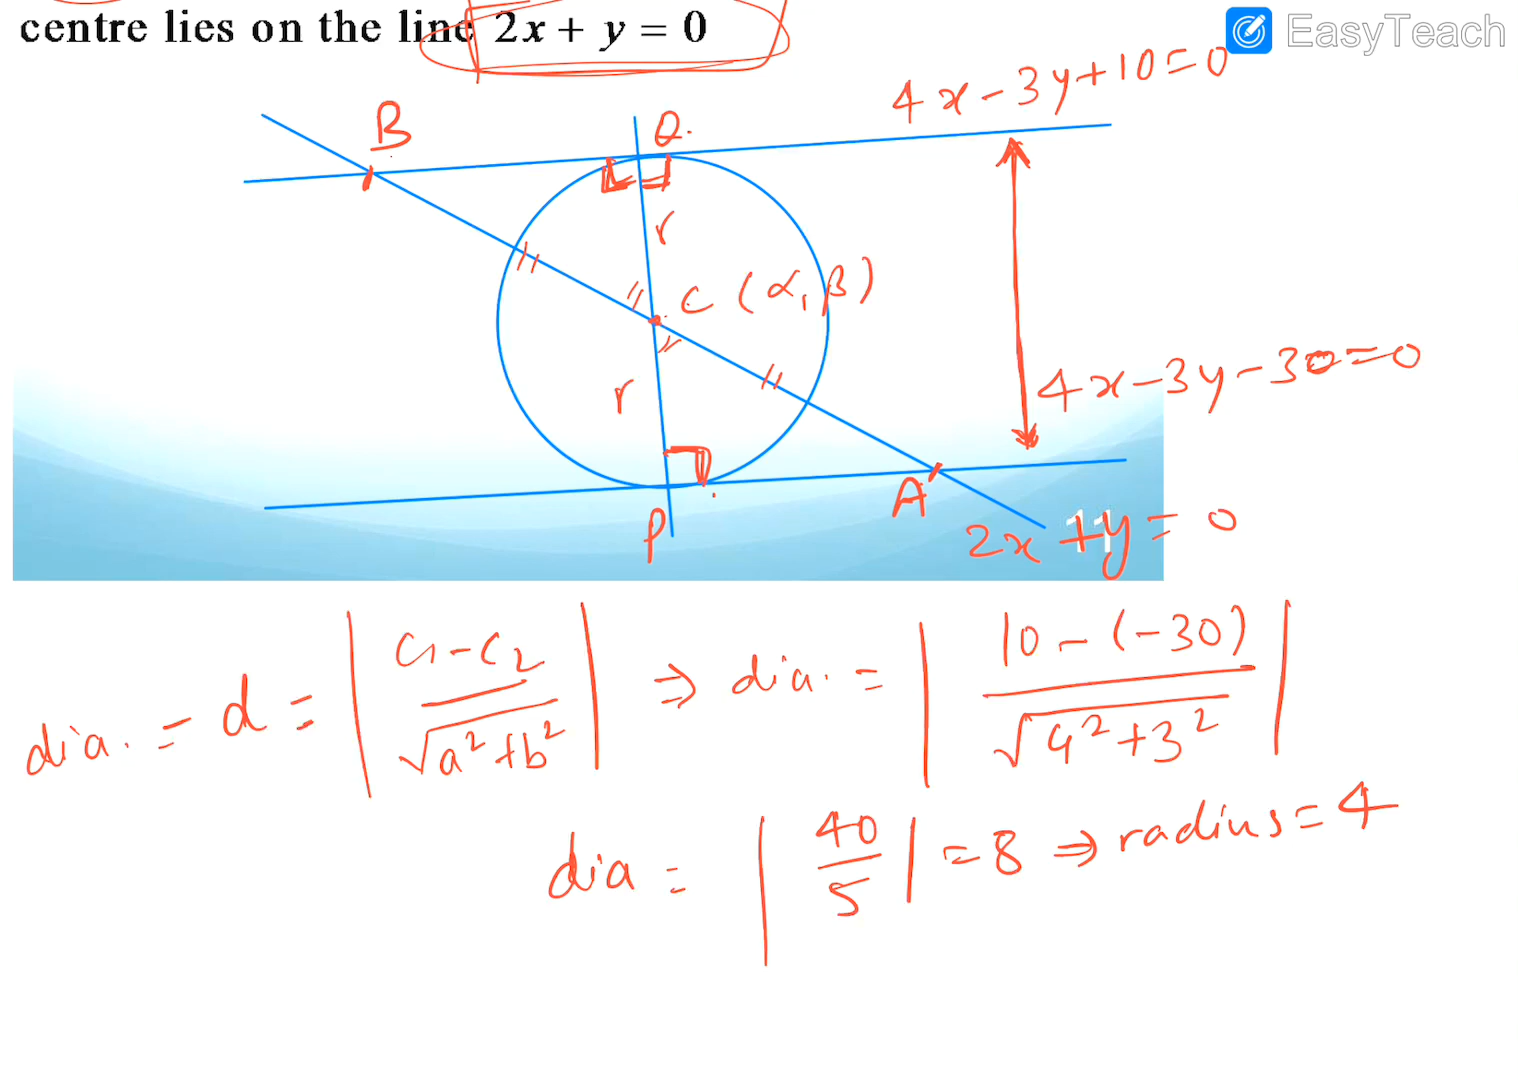 centre lies on the line 2x + y = 0
EasyTeach
4x-3y+10=0
B
Q.
r
C (α, β)
4x-3y-30=0
r
A
P
2x+y=0
dia. = d = | c₁-c₂ / √a²+b² | ⇒ dia. = | 10-(-30) / √4²+3² |
dia = | 40/5 | = 8 ⇒ radius = 4